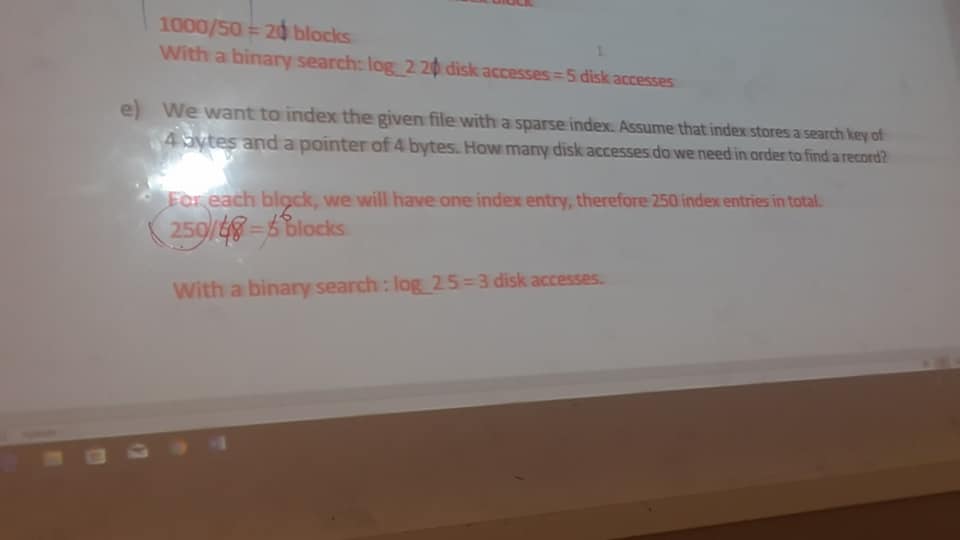 1000/50 = 20 blocks
With a binary search: log_2 20 disk accesses = 5 disk accesses
1
e) We want to index the given file with a sparse index. Assume that index stores a search key of
4 bytes and a pointer of 4 bytes. How many disk accesses do we need in order to find a record?
For each block, we will have one index entry, therefore 250 index entries in total.
6
250/48 = 5 blocks
With a binary search : log_2 5 = 3 disk accesses.